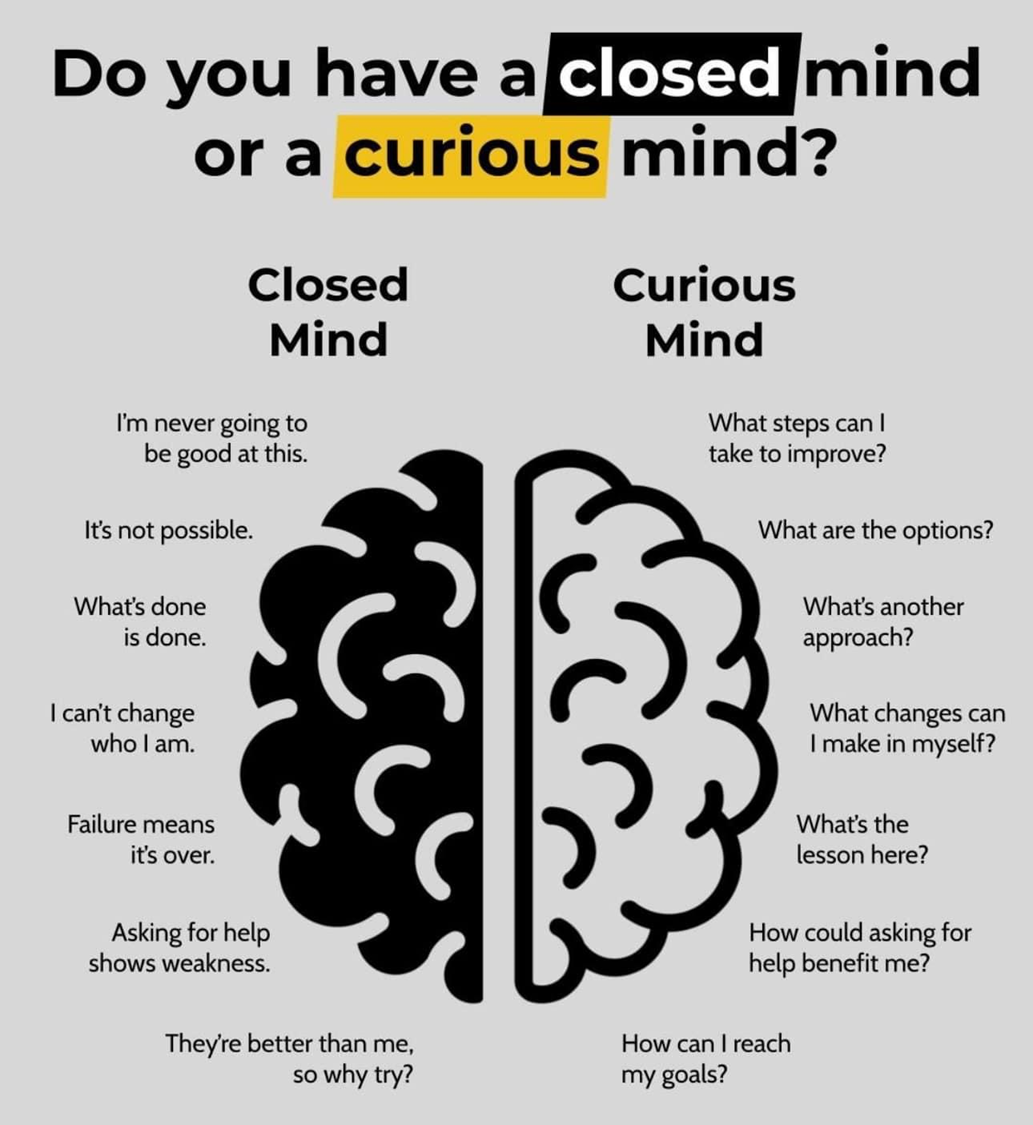 Do you have a closed mind
or a curious mind?
Closed
Mind
I'm never going to
be good at this.
It's not possible.
What's done
is done.
I can't change
who I am.
Failure means
it's over.
Asking for help
shows weakness.
They're better than me,
so why try?
Curious
Mind
What steps can I
take to improve?
What are the options?
What's another
approach?
What changes can
I make in myself?
What's the
lesson here?
How could asking for
help benefit me?
How can I reach
my goals?